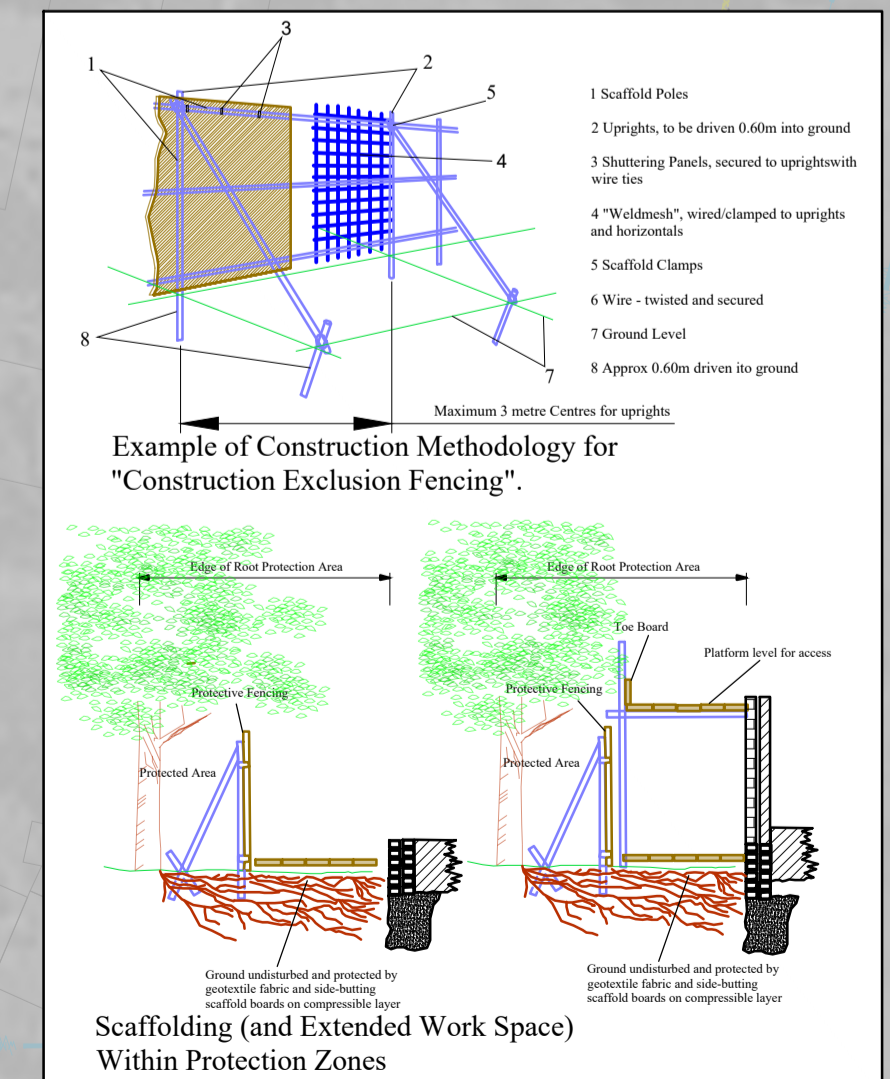 3
1
2
5
4
8
7
1 Scaffold Poles
2 Uprights, to be driven 0.60m into ground
3 Shuttering Panels, secured to uprightswith
wire ties
4 "Weldmesh", wired/clamped to uprights
and horizontals
5 Scaffold Clamps
6 Wire - twisted and secured
7 Ground Level
8 Approx 0.60m driven ito ground
Maximum 3 metre Centres for uprights
Example of Construction Methodology for
"Construction Exclusion Fencing".
Edge of Root Protection Area
Protective Fencing
Protected Area
Ground undisturbed and protected by
geotextile fabric and side-butting
scaffold boards on compressible layer
Edge of Root Protection Area
Toe Board
Platform level for access
Protective Fencing
Protected Area
Ground undisturbed and protected by
geotextile fabric and side-butting
scaffold boards on compressible layer
Scaffolding (and Extended Work Space)
Within Protection Zones